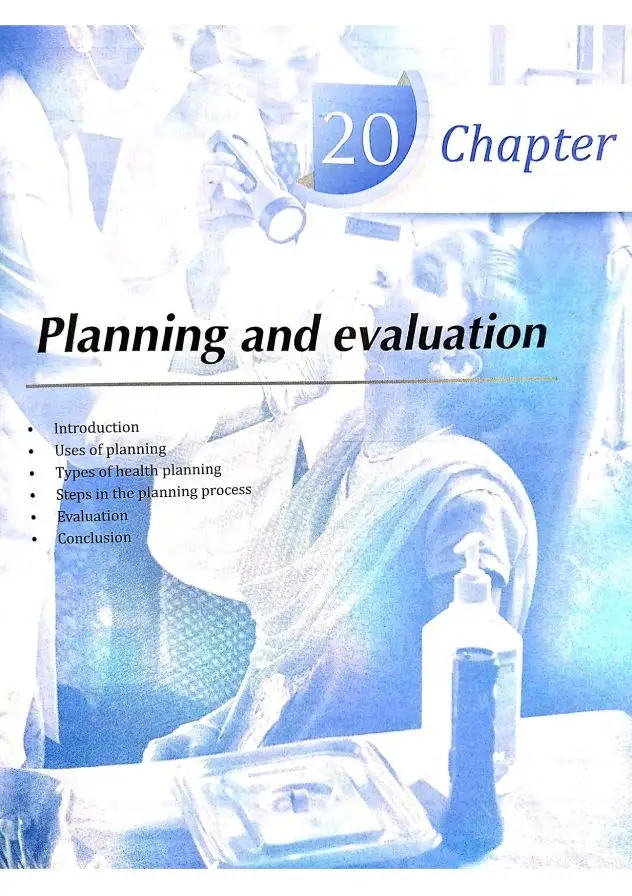 20 Chapter
Planning and evaluation
• Introduction
• Uses of planning
• Types of health planning
• Steps in the planning process
• Evaluation
• Conclusion